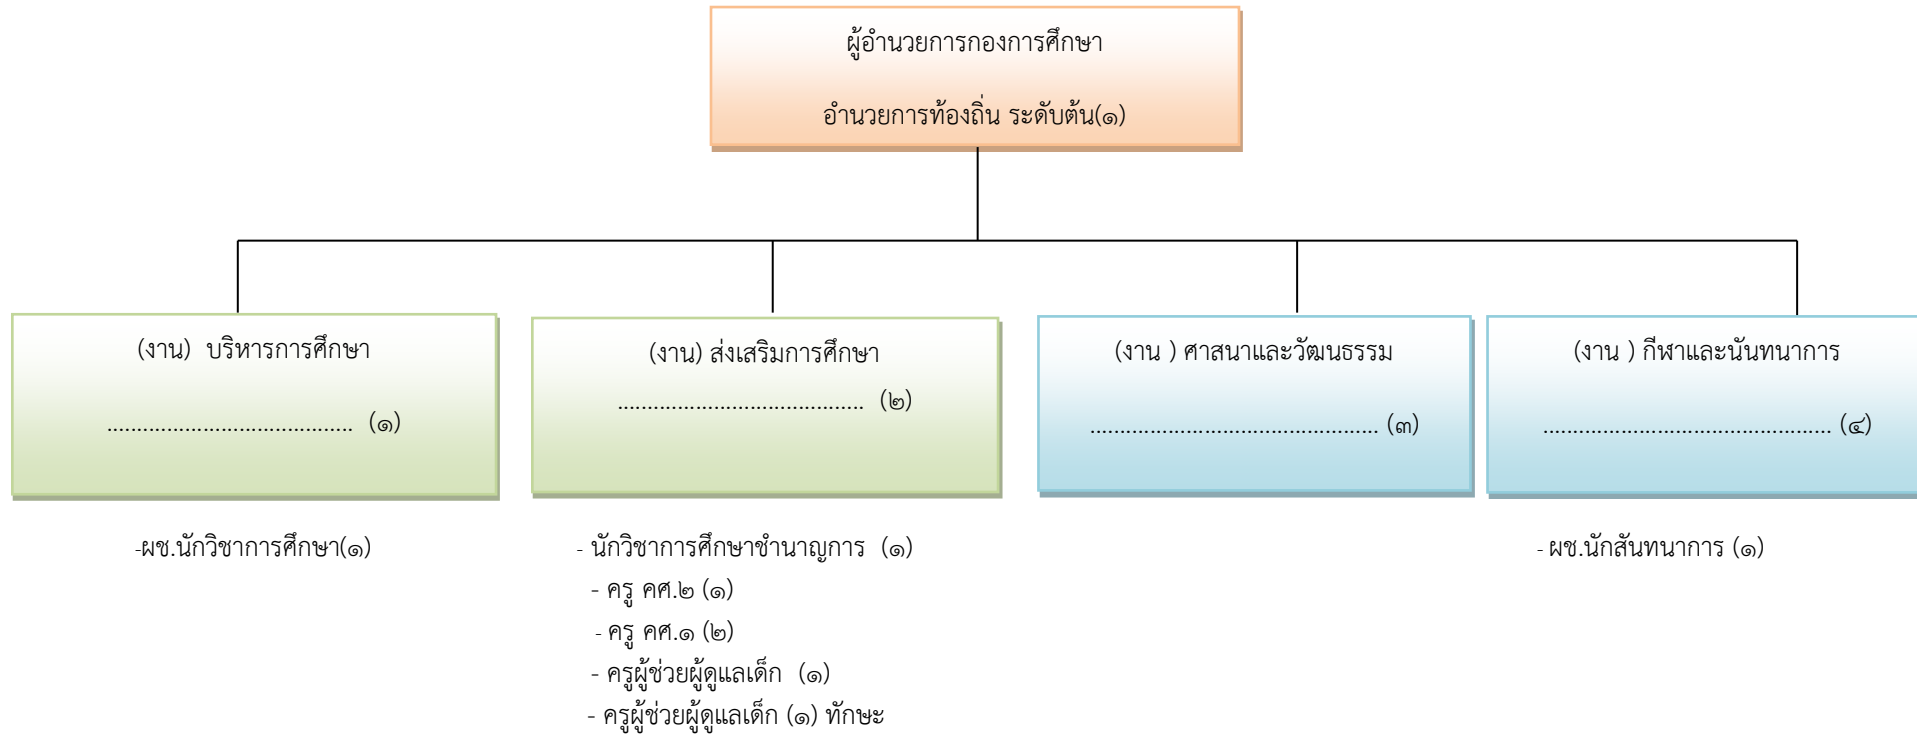 ผู้อำนวยการกองการศึกษา
อำนวยการท้องถิ่น ระดับต้น(๑)
(งาน) บริหารการศึกษา
......................................... (๑)
(งาน) ส่งเสริมการศึกษา
......................................... (๒)
(งาน ) ศาสนาและวัฒนธรรม
................................................ (๓)
(งาน ) กีฬาและนันทนาการ
................................................ (๔)
-ผช.นักวิชาการศึกษา(๑)
- นักวิชาการศึกษาชำนาญการ (๑)
- ครู คศ.๒ (๑)
- ครู คศ.๑ (๒)
- ครูผู้ช่วยผู้ดูแลเด็ก (๑)
- ครูผู้ช่วยผู้ดูแลเด็ก (๑) ทักษะ
- ผช.นักสันทนาการ (๑)